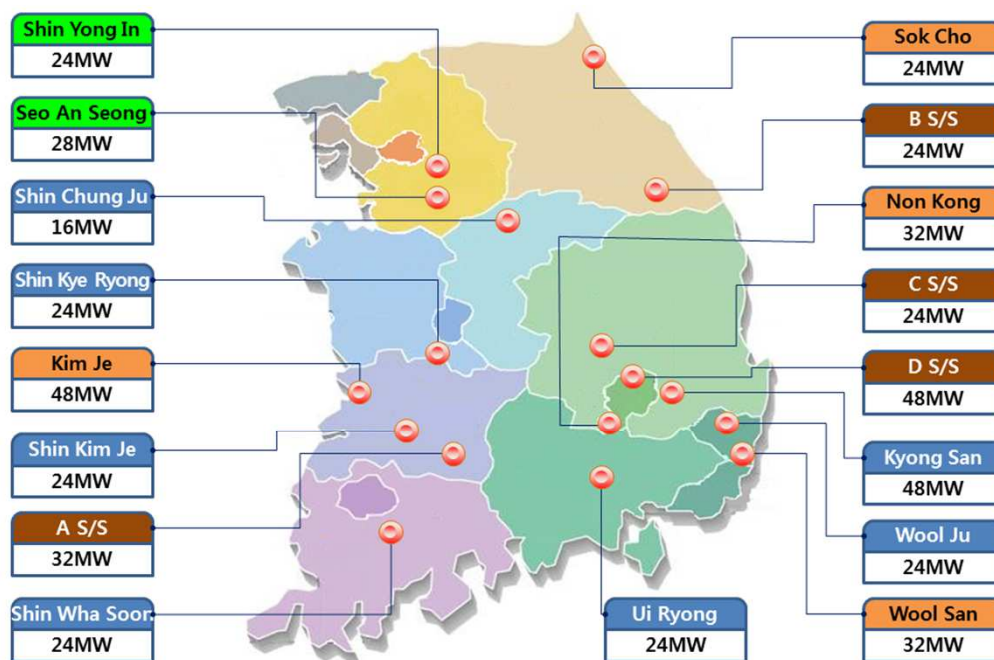 Shin Yong In
24MW
Seo An Seong
28MW
Shin Chung Ju
16MW
Shin Kye Ryong
24MW
Kim Je
48MW
Shin Kim Je
24MW
A S/S
32MW
Shin Wha Soon
24MW
Sok Cho
24MW
B S/S
24MW
Non Kong
32MW
C S/S
24MW
D S/S
48MW
Kyong San
48MW
Wool Ju
24MW
Wool San
32MW
Ui Ryong
24MW